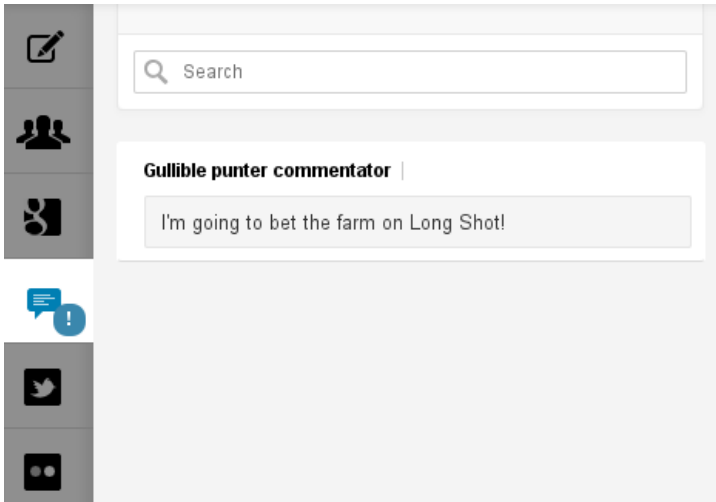 Search
Gullible punter commentator
I'm going to bet the farm on Long Shot!